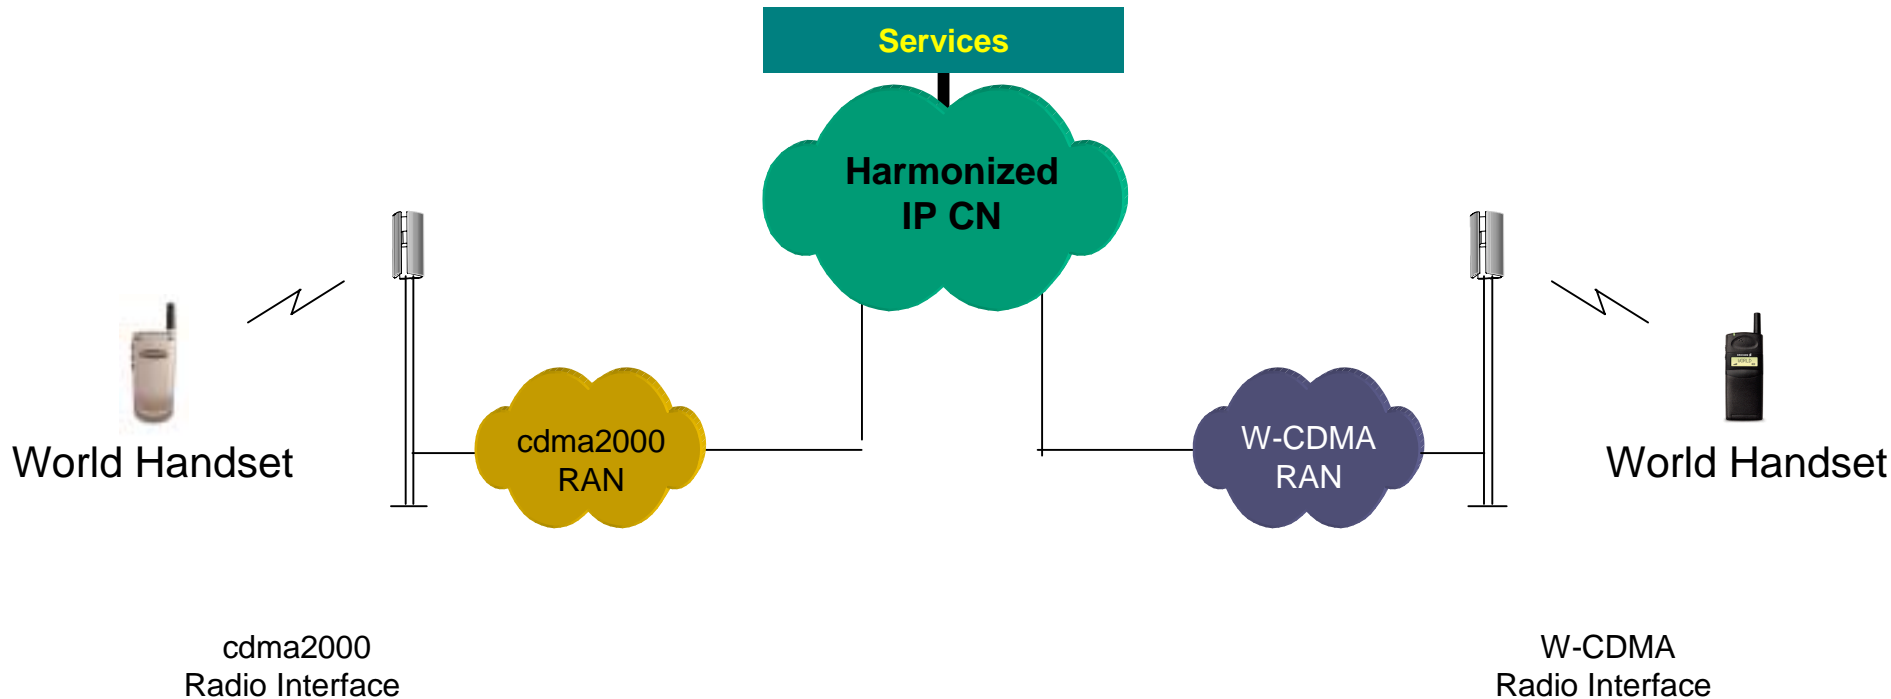 Services
Harmonized
IP CN
cdma2000
RAN
W-CDMA
RAN
World Handset
World Handset
cdma2000
Radio Interface
W-CDMA
Radio Interface